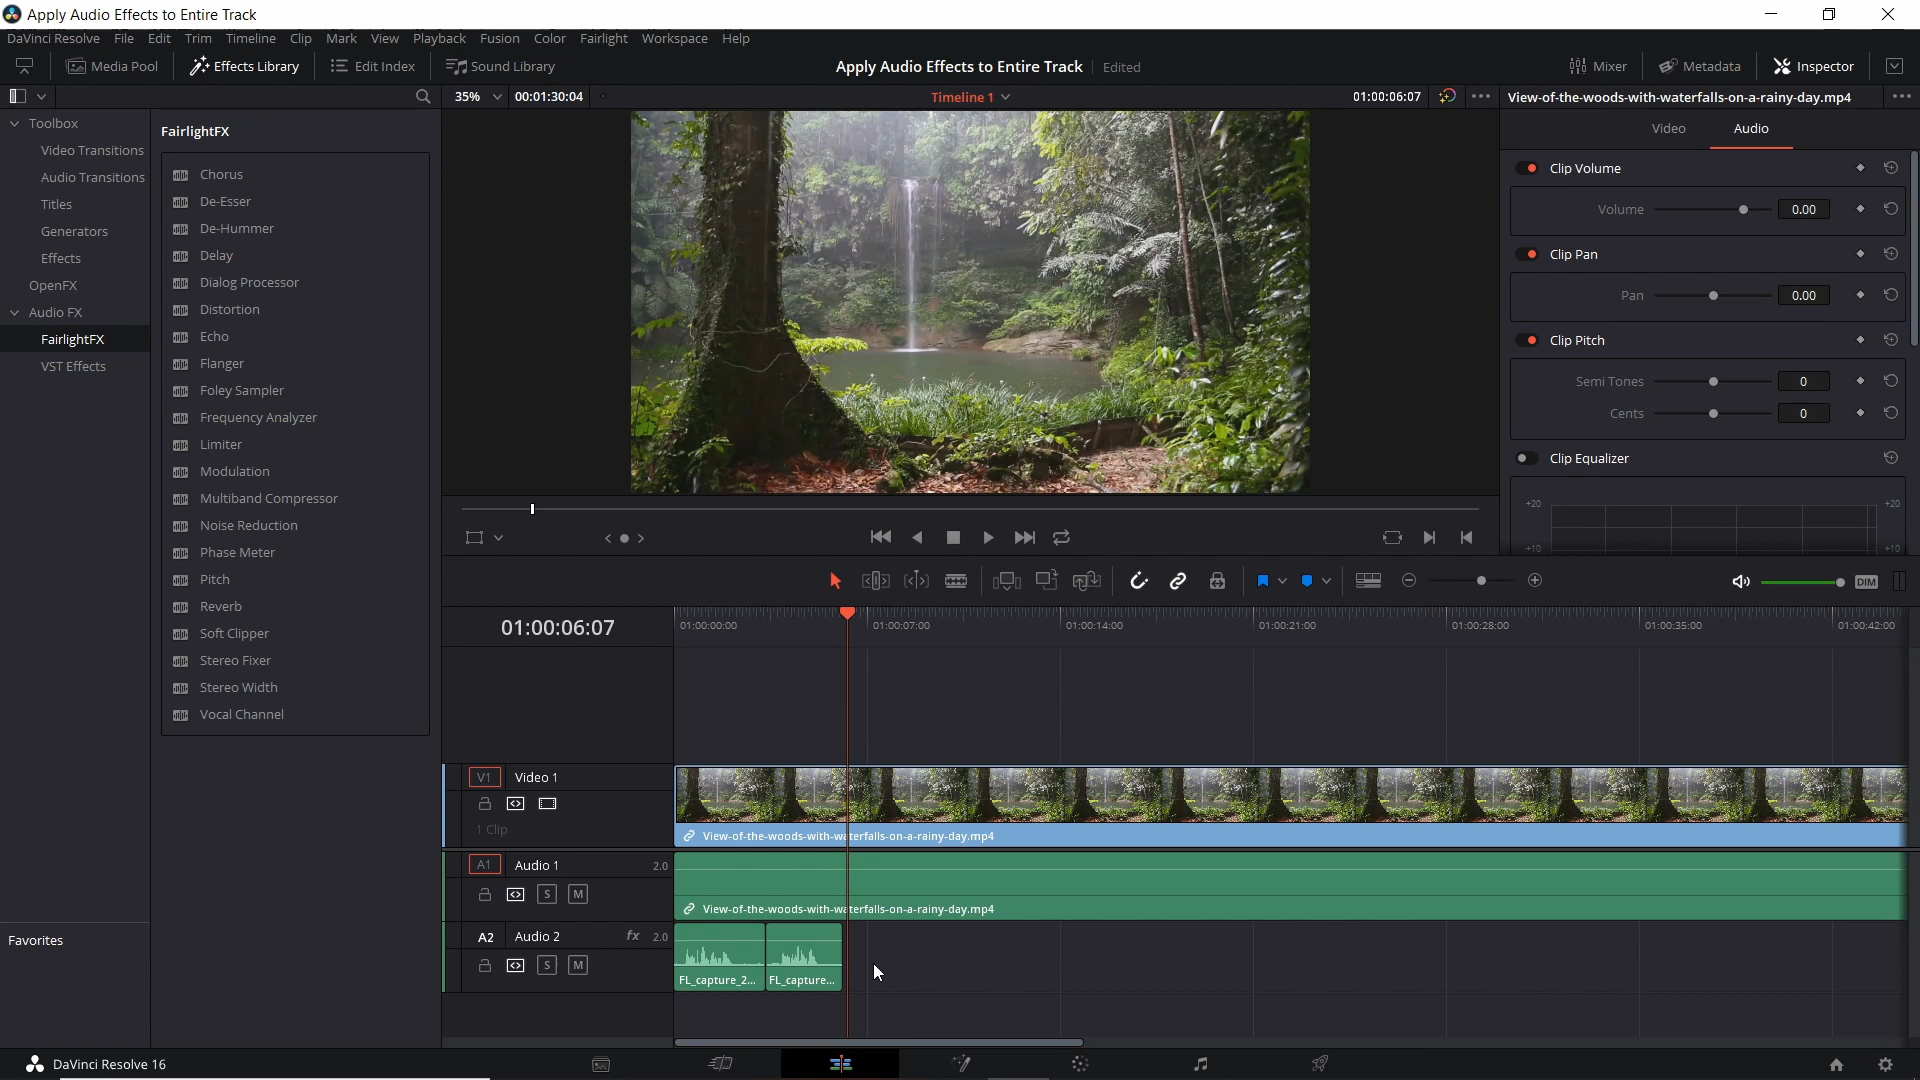 Apply Audio Effects to Entire Track
DaVinci Resolve File Edit Trim Timeline Clip Mark View Playback Fusion Color Fairlight Workspace Help
Media Pool Effects Library Edit Index Sound Library Apply Audio Effects to Entire Track Edited Mixer Metadata Inspector
35% 00:01:30:04 Timeline 1 01:00:06:07 View-of-the-woods-with-waterfalls-on-a-rainy-day.mp4
Toolbox
Video Transitions
Audio Transitions
Titles
Generators
Effects
OpenFX
Audio FX
FairlightFX
VST Effects
Favorites
FairlightFX
Chorus
De-Esser
De-Hummer
Delay
Dialog Processor
Distortion
Echo
Flanger
Foley Sampler
Frequency Analyzer
Limiter
Modulation
Multiband Compressor
Noise Reduction
Phase Meter
Pitch
Reverb
Soft Clipper
Stereo Fixer
Stereo Width
Vocal Channel
Video Audio
Clip Volume
Volume 0.00
Clip Pan
Pan 0.00
Clip Pitch
Semi Tones 0
Cents 0
Clip Equalizer
+20 +20
+10 +10
DIM
01:00:06:07 01:00:00:00 01:00:07:00 01:00:14:00 01:00:21:00 01:00:28:00 01:00:35:00 01:00:42:00
V1 Video 1
1 Clip
View-of-the-woods-with-waterfalls-on-a-rainy-day.mp4
A1 Audio 1 2.0
S M
View-of-the-woods-with-waterfalls-on-a-rainy-day.mp4
A2 Audio 2 fx 2.0
S M
FL_capture_2... FL_capture...
DaVinci Resolve 16